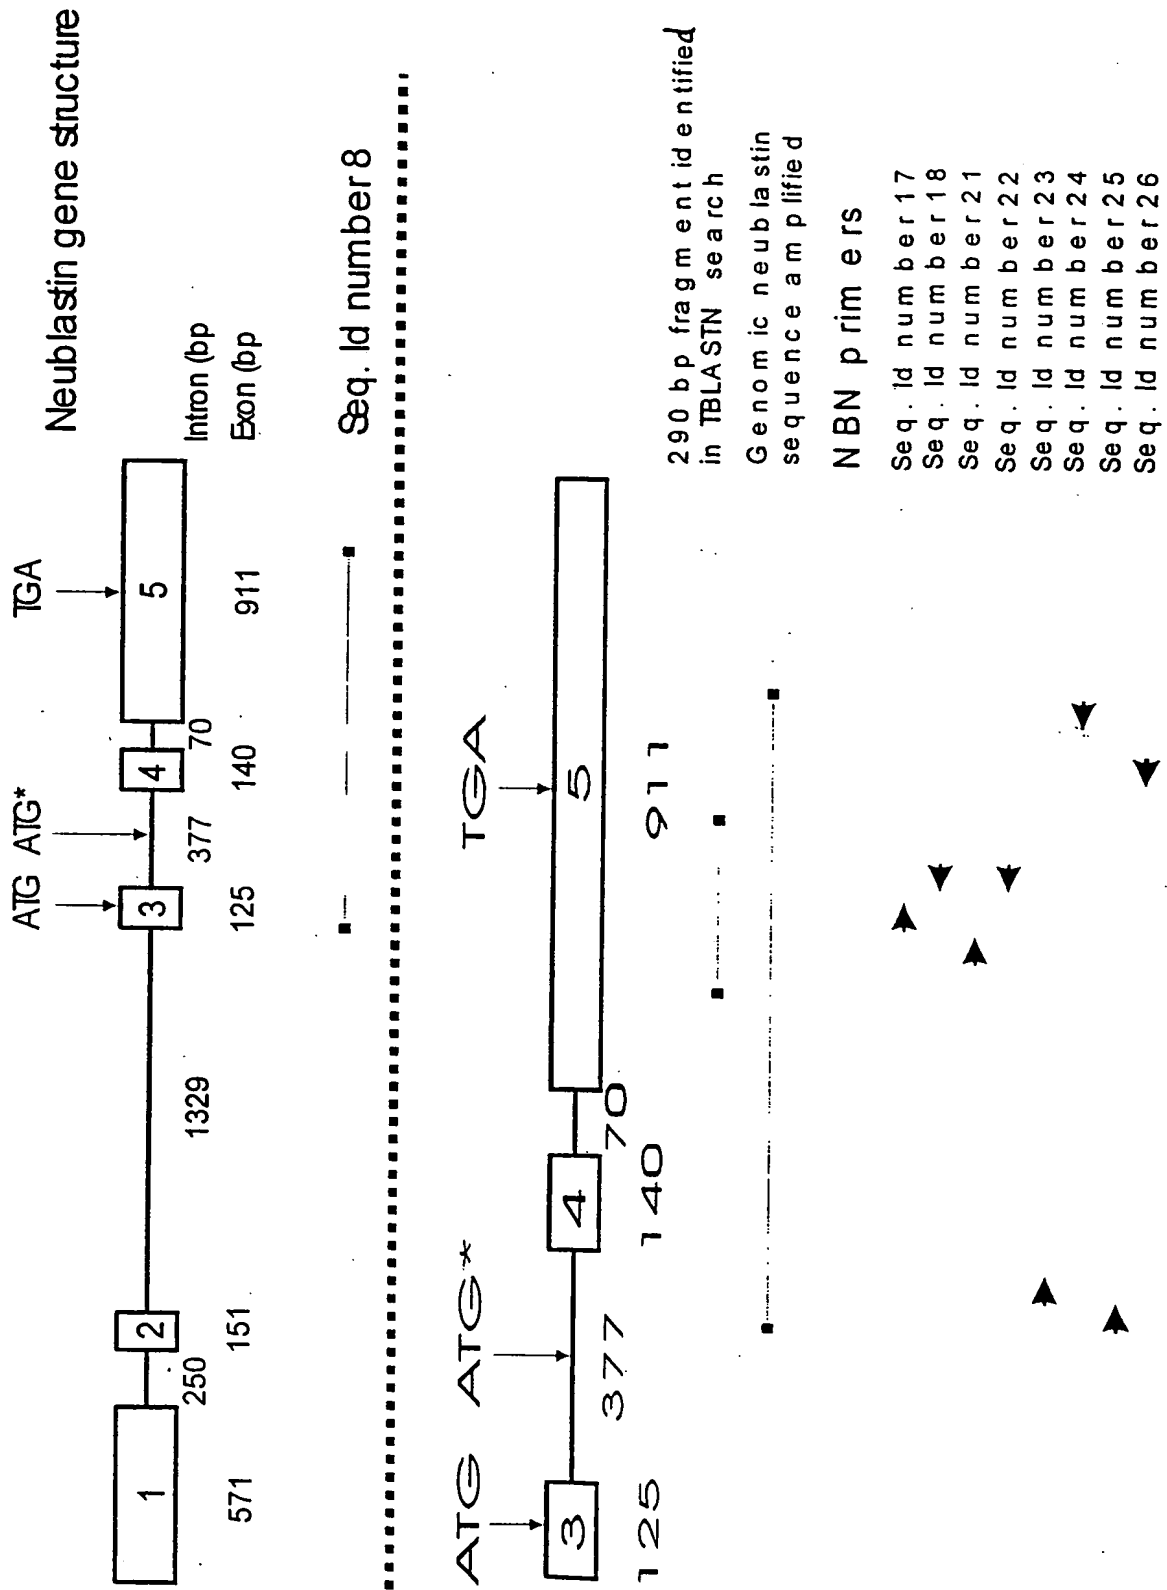 Neublastin gene structure
ATG ATG* TGA
1 2 3 4 5
250 1329 377 70 Intron (bp
571 151 125 140 911 Exon (bp
Seq. Id number 8
ATG ATG* TGA
3 4 5
377 70
125 140 911
290 bp fragment identified
in TBLASTN search
Genomic neublastin
sequence amplified
NBN primers
Seq. Id number 17
Seq. Id number 18
Seq. Id number 21
Seq. Id number 22
Seq. Id number 23
Seq. Id number 24
Seq. Id number 25
Seq. Id number 26